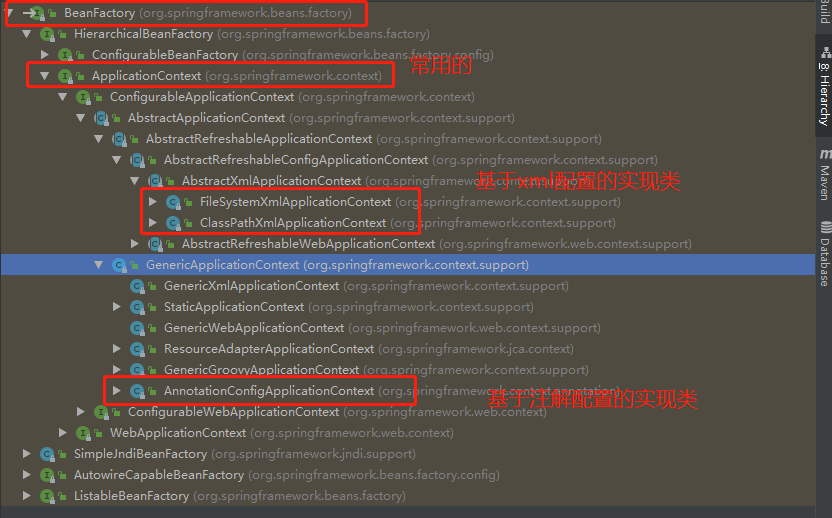 BeanFactory (org.springframework.beans.factory)
HierarchicalBeanFactory (org.springframework.beans.factory)
ConfigurableBeanFactory (org.springframework.beans.factory.config)
常用的
ApplicationContext (org.springframework.context)
ConfigurableApplicationContext (org.springframework.context)
AbstractApplicationContext (org.springframework.context.support)
AbstractRefreshableApplicationContext (org.springframework.context.support)
AbstractRefreshableConfigApplicationContext (org.springframework.context.support)
AbstractXmlApplicationContext (org.springframework.context.support)
基于xml配置的实现类
FileSystemXmlApplicationContext (org.springframework.context.support)
ClassPathXmlApplicationContext (org.springframework.context.support)
AbstractRefreshableWebApplicationContext (org.springframework.web.context.support)
GenericApplicationContext (org.springframework.context.support)
GenericXmlApplicationContext (org.springframework.context.support)
StaticApplicationContext (org.springframework.context.support)
GenericWebApplicationContext (org.springframework.web.context.support)
ResourceAdapterApplicationContext (org.springframework.jca.context)
GenericGroovyApplicationContext (org.springframework.context.support)
AnnotationConfigApplicationContext (org.springframework.context.annotation)
基于注解配置的实现类
ConfigurableWebApplicationContext (org.springframework.web.context)
WebApplicationContext (org.springframework.web.context)
SimpleJndiBeanFactory (org.springframework.jndi.support)
AutowireCapableBeanFactory (org.springframework.beans.factory.config)
ListableBeanFactory (org.springframework.beans.factory)
Build
8: Hierarchy
Maven
Database